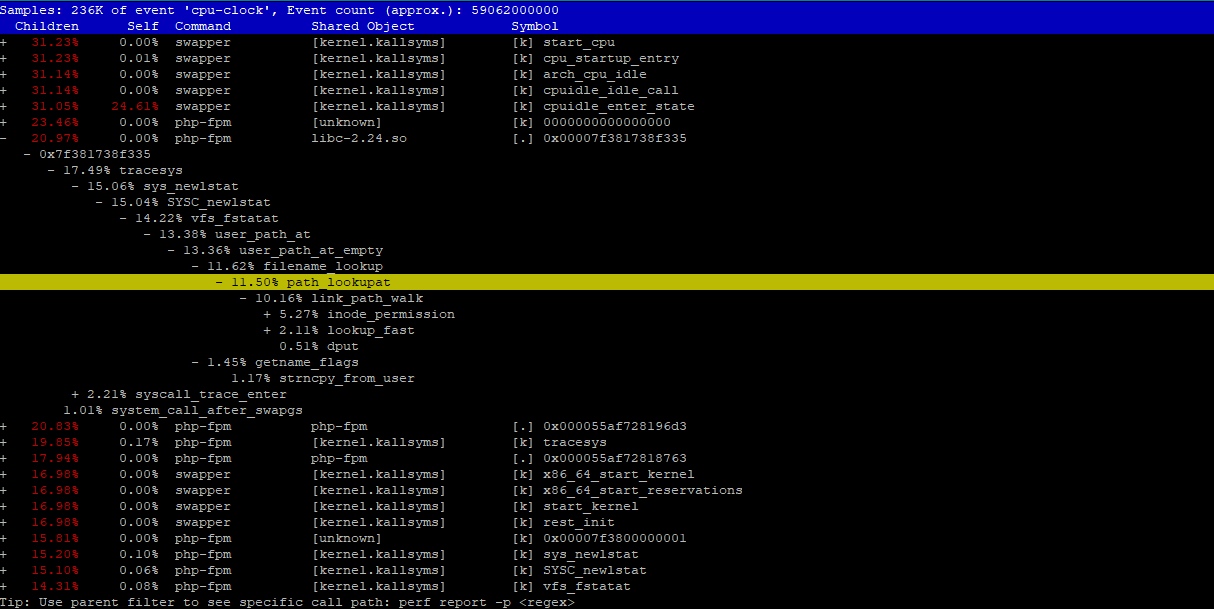 Samples: 236K of event 'cpu-clock', Event count (approx.): 59062000000
  Children      Self  Command          Shared Object            Symbol
+   31.23%     0.00%  swapper          [kernel.kallsyms]        [k] start_cpu
+   31.23%     0.01%  swapper          [kernel.kallsyms]        [k] cpu_startup_entry
+   31.14%     0.00%  swapper          [kernel.kallsyms]        [k] arch_cpu_idle
+   31.14%     0.00%  swapper          [kernel.kallsyms]        [k] cpuidle_idle_call
+   31.05%    24.61%  swapper          [kernel.kallsyms]        [k] cpuidle_enter_state
+   23.46%     0.00%  php-fpm          [unknown]                [k] 0000000000000000
-   20.97%     0.00%  php-fpm          libc-2.24.so             [.] 0x00007f381738f335
   - 0x7f381738f335
      - 17.49% tracesys
         - 15.06% sys_newlstat
            - 15.04% SYSC_newlstat
               - 14.22% vfs_fstatat
                  - 13.38% user_path_at
                     - 13.36% user_path_at_empty
                        - 11.62% filename_lookup
                           - 11.50% path_lookupat
                              - 10.16% link_path_walk
                                 + 5.27% inode_permission
                                 + 2.11% lookup_fast
                                   0.51% dput
                        - 1.45% getname_flags
                             1.17% strncpy_from_user
         + 2.21% syscall_trace_enter
        1.01% system_call_after_swapgs
+   20.83%     0.00%  php-fpm          php-fpm                  [.] 0x000055af728196d3
+   19.85%     0.17%  php-fpm          [kernel.kallsyms]        [k] tracesys
+   17.94%     0.00%  php-fpm          php-fpm                  [.] 0x000055af72818763
+   16.98%     0.00%  swapper          [kernel.kallsyms]        [k] x86_64_start_kernel
+   16.98%     0.00%  swapper          [kernel.kallsyms]        [k] x86_64_start_reservations
+   16.98%     0.00%  swapper          [kernel.kallsyms]        [k] start_kernel
+   16.98%     0.00%  swapper          [kernel.kallsyms]        [k] rest_init
+   15.81%     0.00%  php-fpm          [unknown]                [k] 0x00007f3800000001
+   15.20%     0.10%  php-fpm          [kernel.kallsyms]        [k] sys_newlstat
+   15.10%     0.06%  php-fpm          [kernel.kallsyms]        [k] SYSC_newlstat
+   14.31%     0.08%  php-fpm          [kernel.kallsyms]        [k] vfs_fstatat
Tip: Use parent filter to see specific call path: perf report -p <regex>